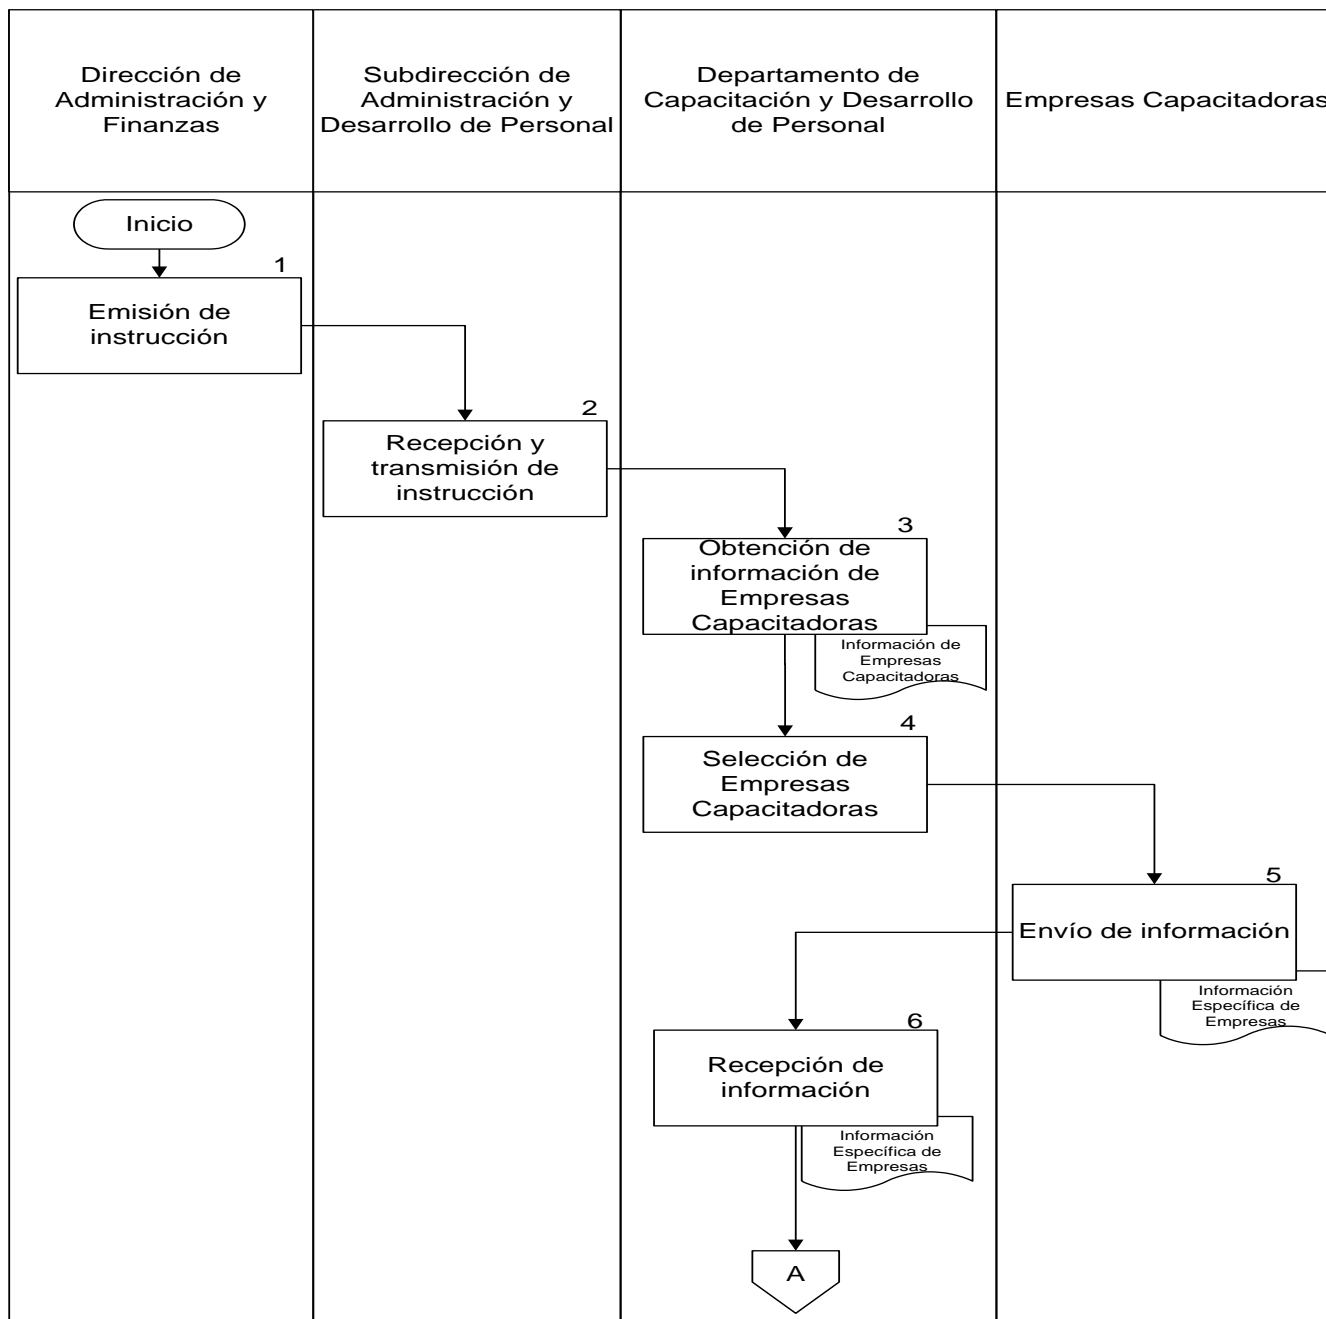 Dirección de
Administración y
Finanzas
Subdirección de
Administración y
Desarrollo de Personal
Departamento de
Capacitación y Desarrollo
de Personal
Empresas Capacitadoras
Inicio
1
Emisión de
instrucción
2
Recepción y
transmisión de
instrucción
3
Obtención de
información de
Empresas
Capacitadoras
Información de
Empresas
Capacitadoras
4
Selección de
Empresas
Capacitadoras
5
Envío de información
Información
Específica de
Empresas
6
Recepción de
información
Información
Específica de
Empresas
A